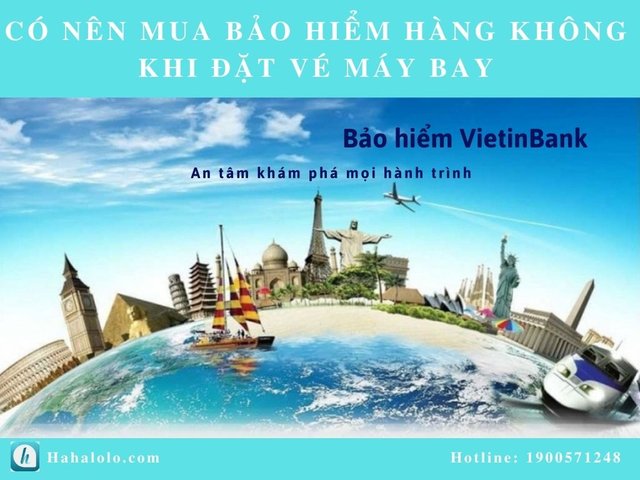 CÓ NÊN MUA BẢO HIỂM HÀNG KHÔNG
KHI ĐẶT VÉ MÁY BAY
Bảo hiểm VietinBank
An tâm khám phá mọi hành trình
h Hahalolo.com
Hotline: 1900571248